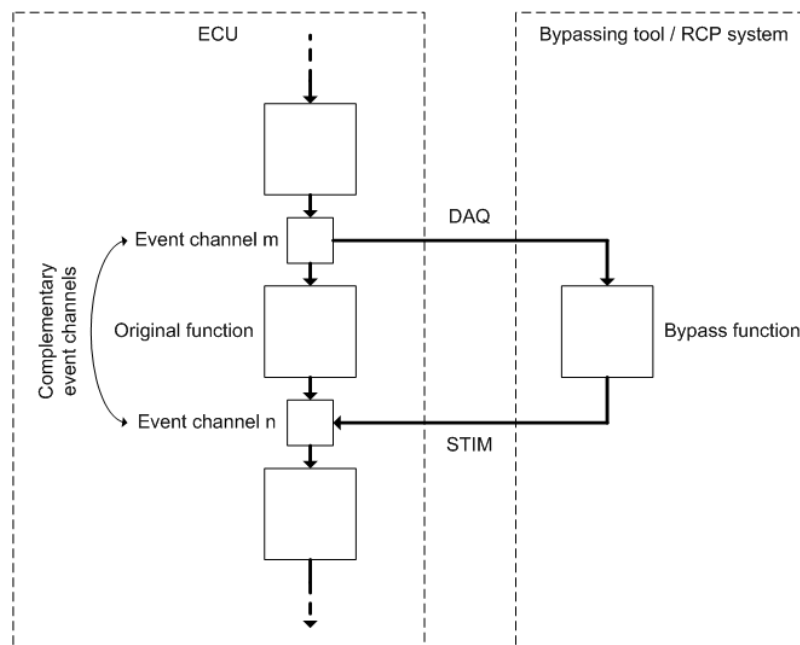 ECU
Bypassing tool / RCP system
DAQ
Event channel m
Complementary
event channels
Original function
Bypass function
Event channel n
STIM